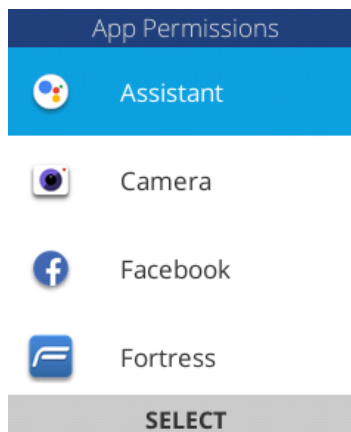 App Permissions
Assistant
Camera
Facebook
Fortress
SELECT